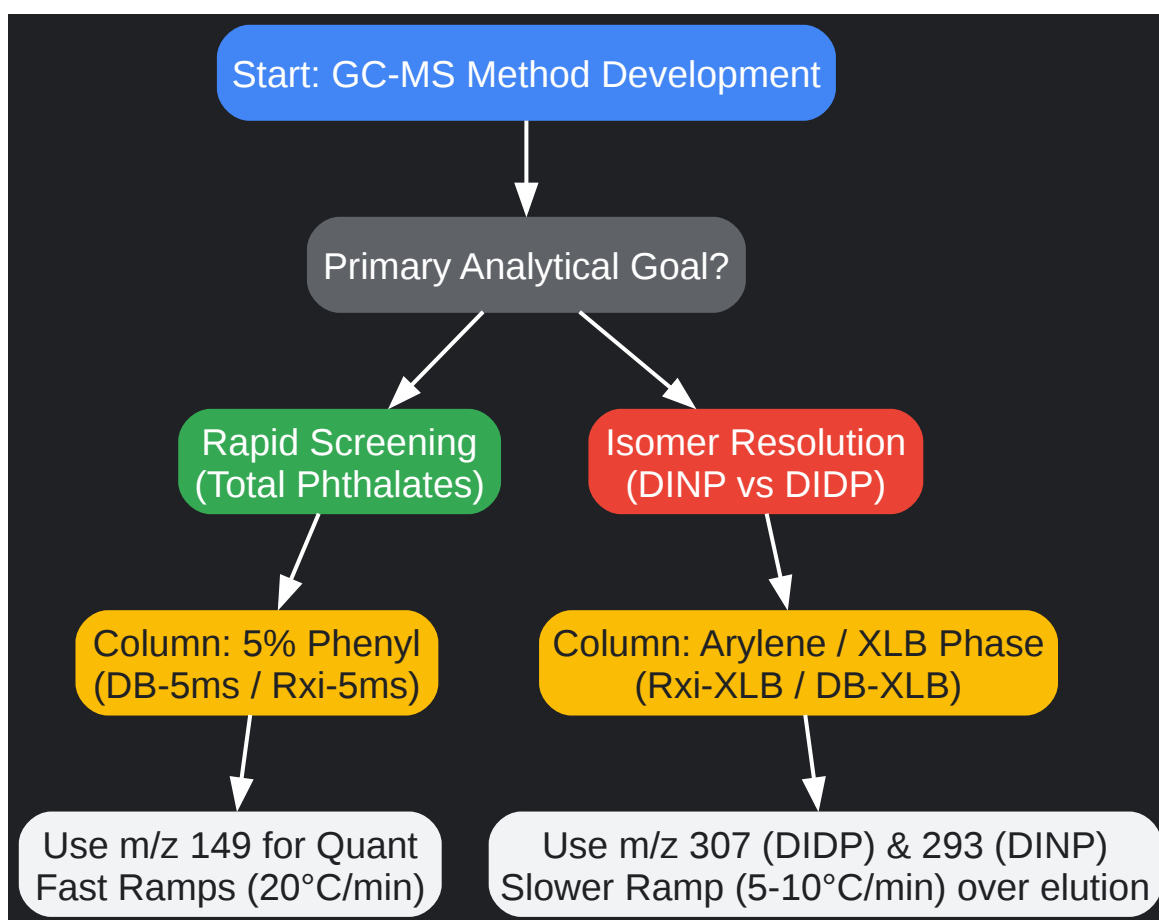 Start: GC-MS Method Development
Primary Analytical Goal?
Rapid Screening
(Total Phthalates)
Isomer Resolution
(DINP vs DIDP)
Column: 5% Phenyl
(DB-5ms / Rxi-5ms)
Column: Arylene / XLB Phase
(Rxi-XLB / DB-XLB)
Use m/z 149 for Quant
Fast Ramps (20°C/min)
Use m/z 307 (DIDP) & 293 (DINP)
Slower Ramp (5-10°C/min) over elution